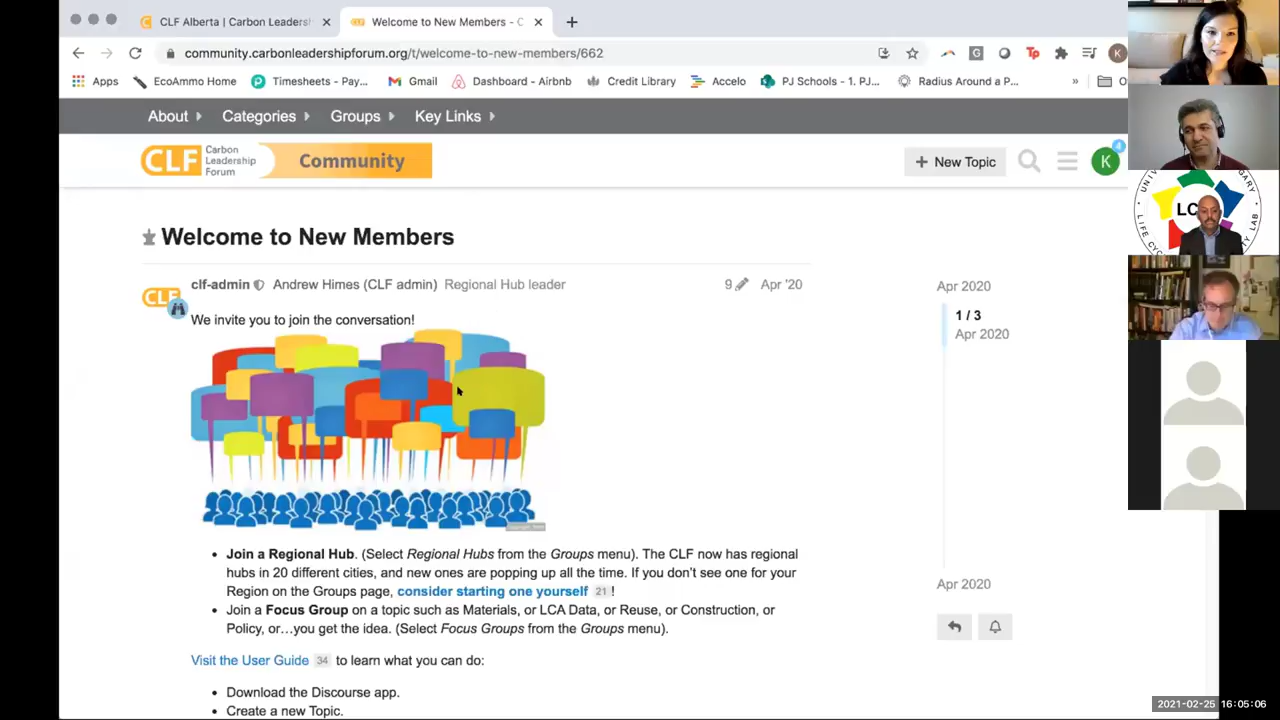 CLF Alberta | Carbon Leadersh
Welcome to New Members - C
community.carbonleadershipforum.org/t/welcome-to-new-members/662
Apps
EcoAmmo Home
Timesheets - Pay...
Gmail
Dashboard - Airbnb
Credit Library
Accelo
PJ Schools - 1. PJ...
Radius Around a P...
»
About
Categories
Groups
Key Links
CLF Carbon Leadership Forum
Community
+ New Topic
K
4
Welcome to New Members
clf-admin Andrew Himes (CLF admin) Regional Hub leader
9 Apr '20
We invite you to join the conversation!
Apr 2020
1 / 3
Apr 2020
• Join a Regional Hub. (Select Regional Hubs from the Groups menu). The CLF now has regional
hubs in 20 different cities, and new ones are popping up all the time. If you don't see one for your
Region on the Groups page, consider starting one yourself 21 !
• Join a Focus Group on a topic such as Materials, or LCA Data, or Reuse, or Construction, or
Policy, or…you get the idea. (Select Focus Groups from the Groups menu).
Apr 2020
Visit the User Guide 34 to learn what you can do:
• Download the Discourse app.
• Create a new Topic.
2021-02-25 16:05:06